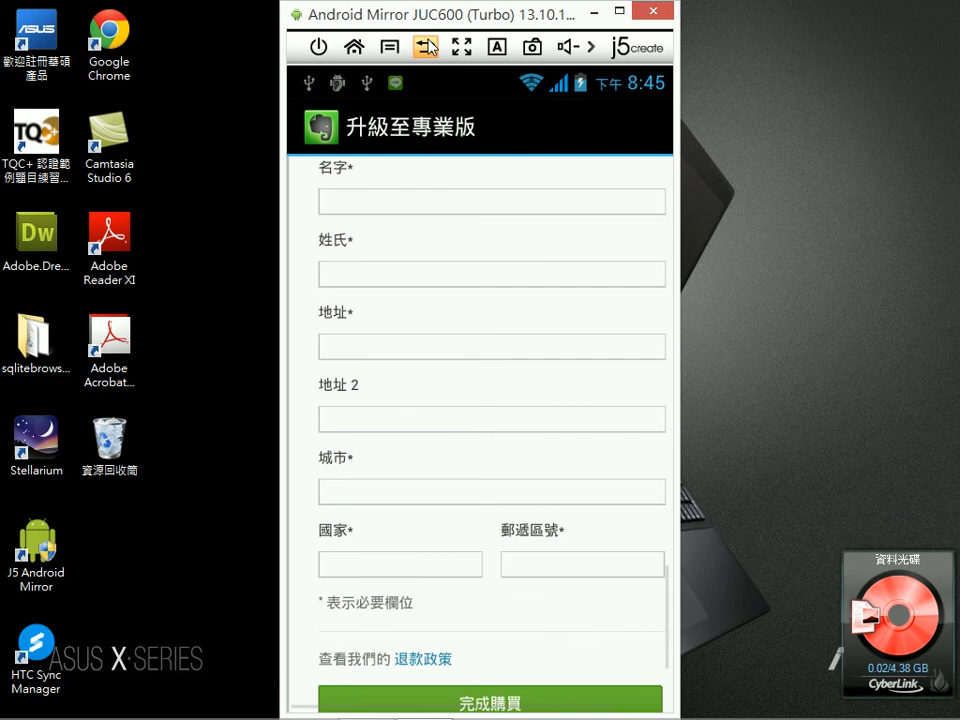 Android Mirror JUC600 (Turbo) 13.10.1...
j5create
下午 8:45
升級至專業版
名字*
姓氏*
地址*
地址 2
城市*
國家*
郵遞區號*
* 表示必要欄位
查看我們的 退款政策
完成購買
ASUS
歡迎註冊華碩
產品
Google
Chrome
TQC+
TQC+ 認證範
例題目練習...
Camtasia
Studio 6
Dw
Adobe.Dre...
Adobe
Reader XI
sqlitebrows...
Adobe
Acrobat...
Stellarium
資源回收筒
J5 Android
Mirror
HTC Sync
Manager
ASUS X-SERIES
資料光碟
0.02/4.38 GB
CyberLink